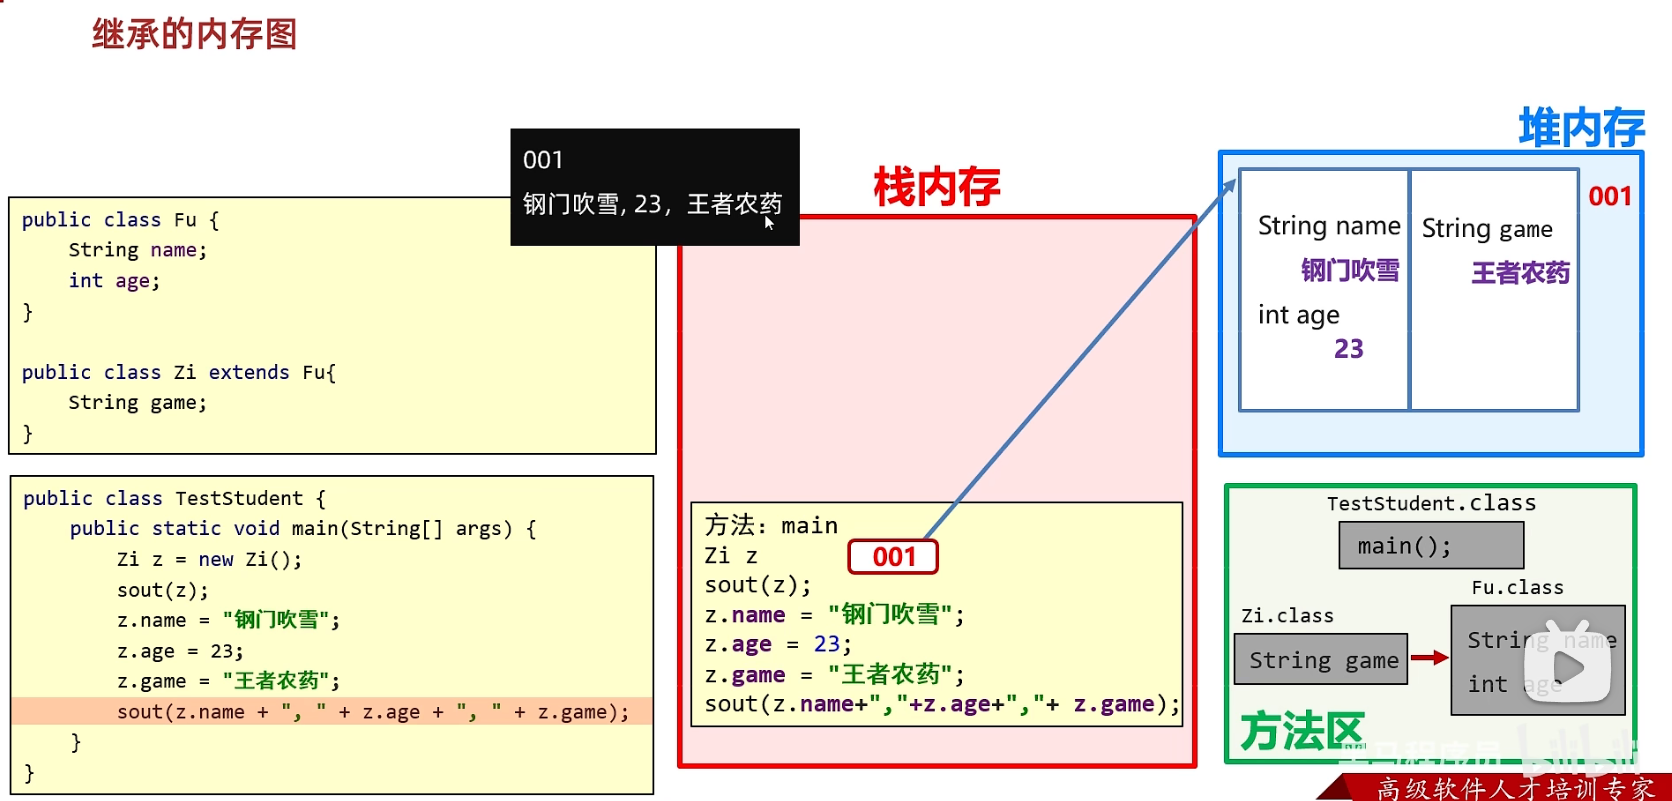 继承的内存图
001
钢门吹雪, 23，王者农药
public class Fu {
String name;
int age;
}
public class Zi extends Fu{
String game;
}
public class TestStudent {
public static void main(String[] args) {
Zi z = new Zi();
sout(z);
z.name = "钢门吹雪";
z.age = 23;
z.game = "王者农药";
sout(z.name + ", " + z.age + ", " + z.game);
}
}
栈内存
方法: main
Zi z
001
sout(z);
z.name = "钢门吹雪";
z.age = 23;
z.game = "王者农药";
sout(z.name+","+z.age+","+ z.game);
堆内存
001
String name
钢门吹雪
int age
23
String game
王者农药
TestStudent.class
main();
Fu.class
Zi.class
String game
String name
int age
方法区
黑马程序员
bilibili
高级软件人才培训专家